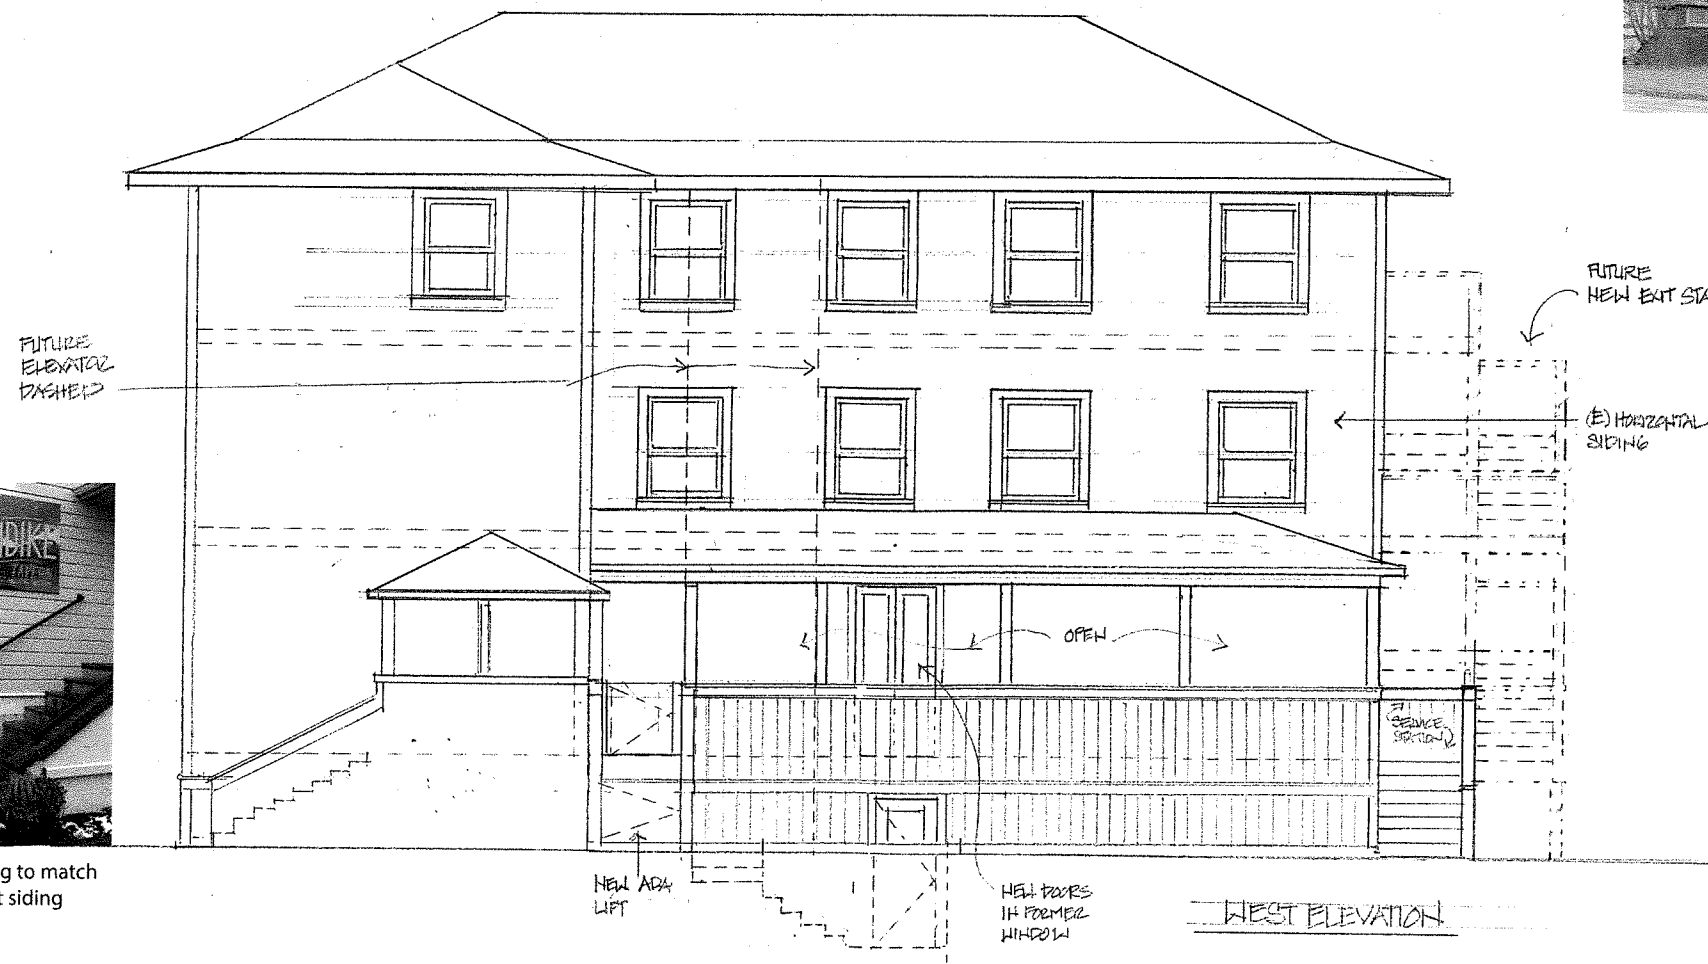 FUTURE
NEW EXIT STA
FUTURE
ELEVATOR
DASHED
(E) HORIZONTAL
SIDING
DIKE
OPEN
SERVICE
STATION
NEW ADA
LIFT
NEW DOORS
IN FORMER
WINDOW
g to match
t siding
WEST ELEVATION